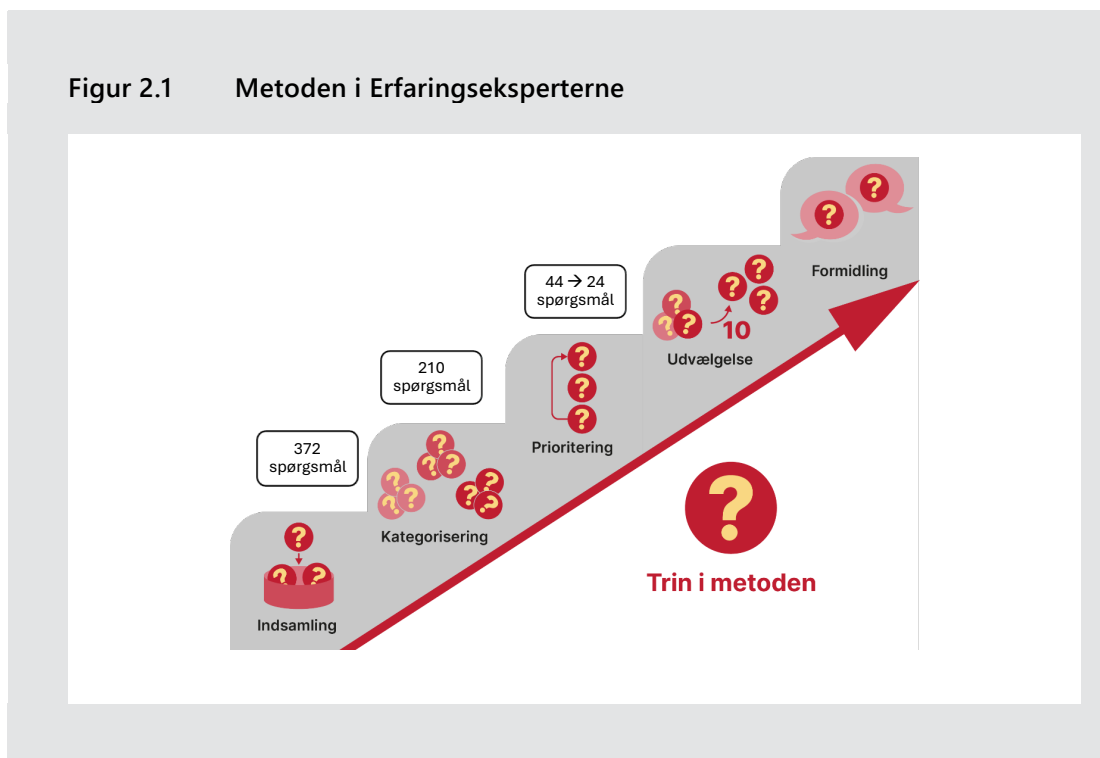 Figur 2.1 Metoden i Erfaringseksperterne
372
spørgsmål
Indsamling
210
spørgsmål
Kategorisering
44 → 24
spørgsmål
Prioritering
10
Udvælgelse
Formidling
Trin i metoden